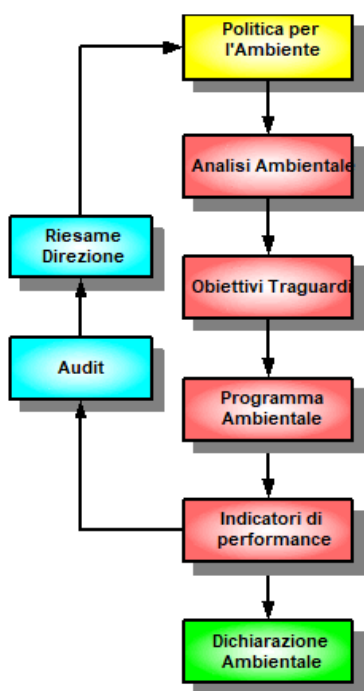 Politica per
l'Ambiente
Analisi Ambientale
Riesame
Direzione
Obiettivi Traguardi
Audit
Programma
Ambientale
Indicatori di
performance
Dichiarazione
Ambientale